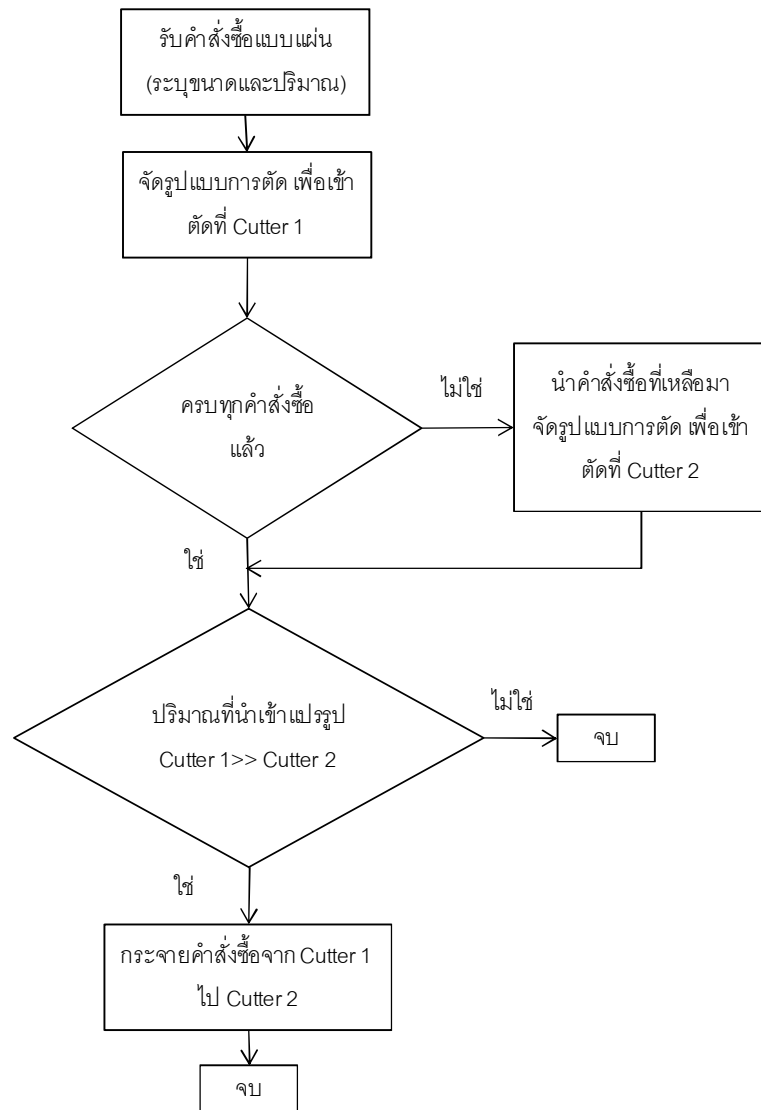 รับคำสั่งซื้อแบบแผ่น
(ระบุขนาดและปริมาณ)
จัดรูปแบบการตัด เพื่อเข้า
ตัดที่ Cutter 1
ครบทุกคำสั่งซื้อ
แล้ว
ไม่ใช่
นำคำสั่งซื้อที่เหลือมา
จัดรูปแบบการตัด เพื่อเข้า
ตัดที่ Cutter 2
ใช่
ปริมาณที่นำเข้าแปรรูป
Cutter 1>> Cutter 2
ไม่ใช่
จบ
ใช่
กระจายคำสั่งซื้อจาก Cutter 1
ไป Cutter 2
จบ